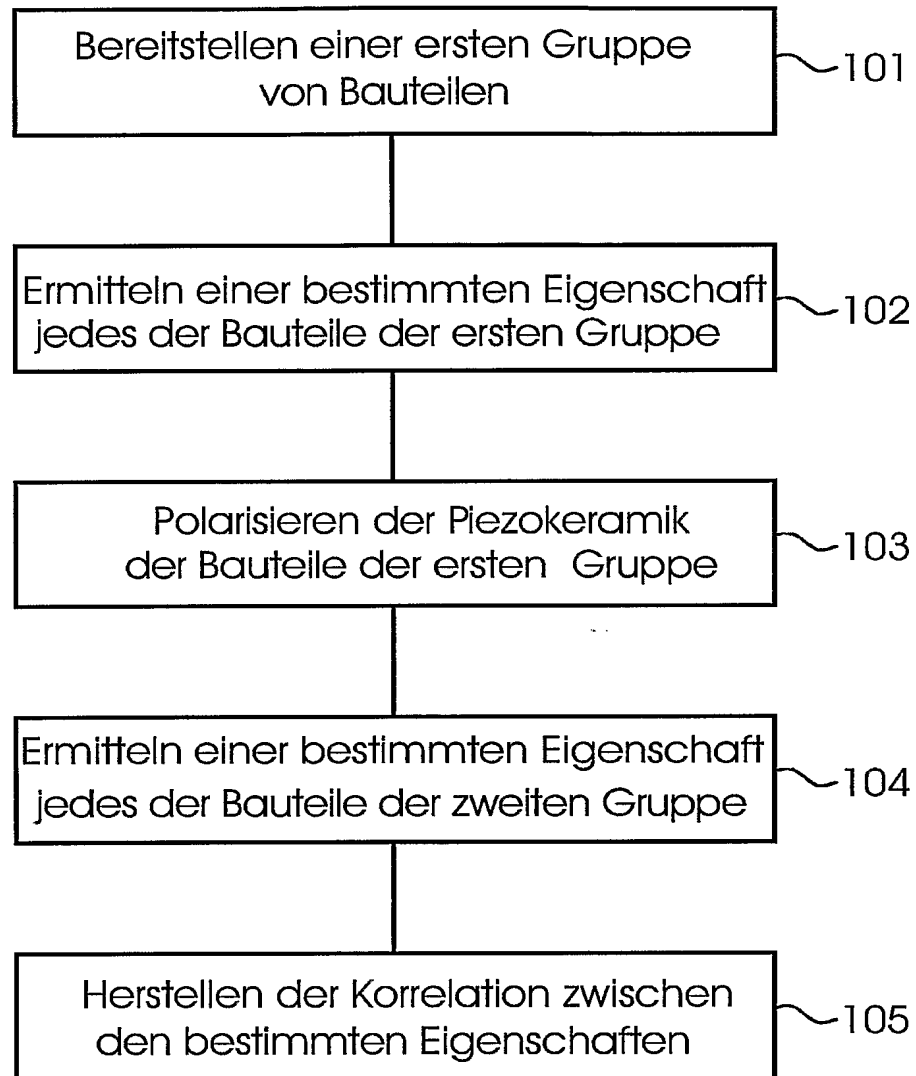 Bereitstellen einer ersten Gruppe
von Bauteilen
101
Ermitteln einer bestimmten Eigenschaft
jedes der Bauteile der ersten Gruppe
102
Polarisieren der Piezokeramik
der Bauteile der ersten Gruppe
103
Ermitteln einer bestimmten Eigenschaft
jedes der Bauteile der zweiten Gruppe
104
Herstellen der Korrelation zwischen
den bestimmten Eigenschaften
105